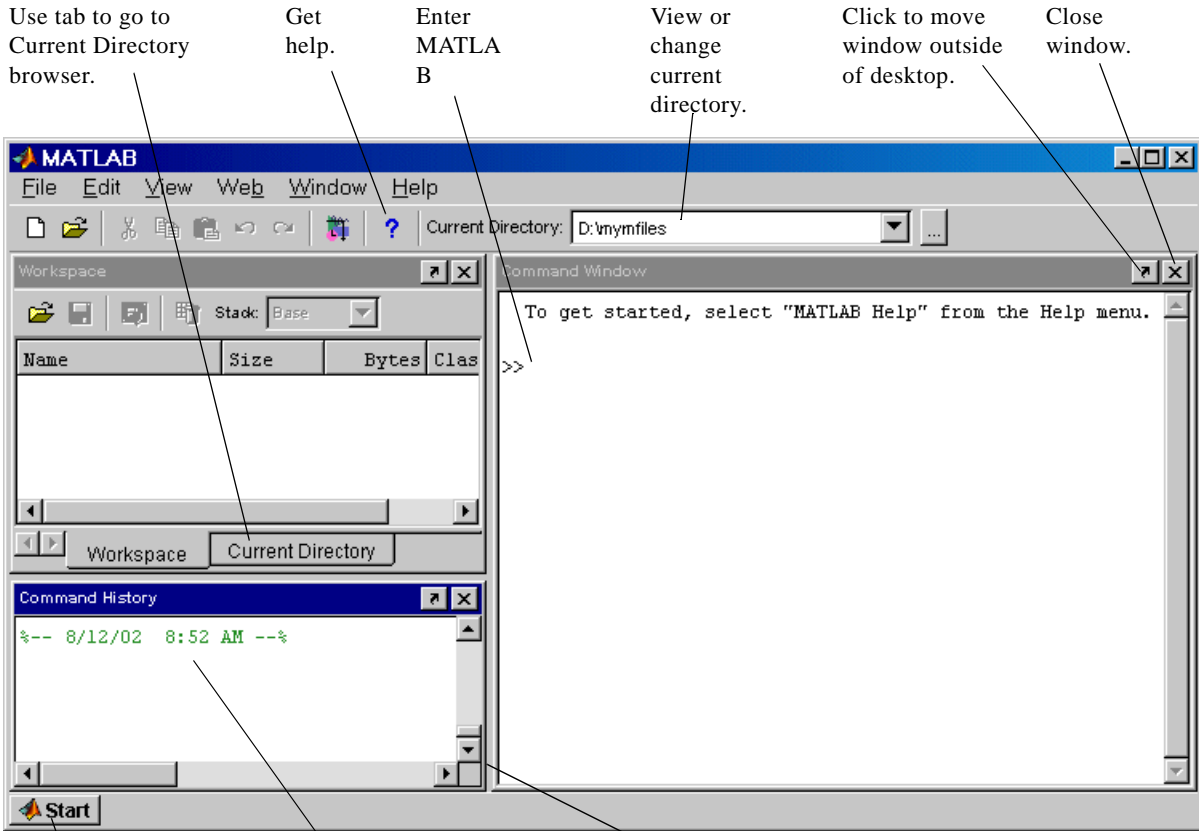 Use tab to go to
Current Directory
browser.
Get
help.
Enter
MATLA
B
View or
change
current
directory.
Click to move
window outside
of desktop.
Close
window.
MATLAB
File Edit View Web Window Help
? Current Directory: D:\mymfiles ...
Workspace
Stack: Base
Name Size Bytes Clas
Workspace Current Directory
Command History
%-- 8/12/02 8:52 AM --%
Command Window
To get started, select "MATLAB Help" from the Help menu.
>>
Start